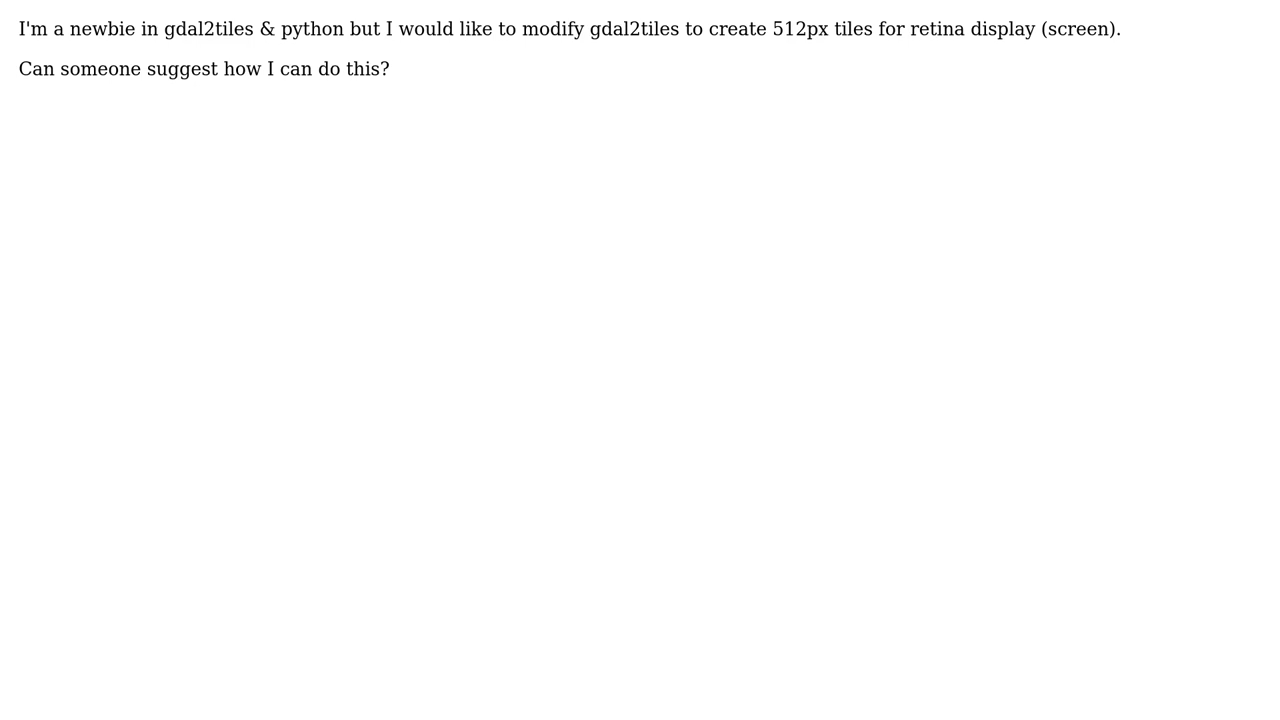 I'm a newbie in gdal2tiles & python but I would like to modify gdal2tiles to create 512px tiles for retina display (screen).
Can someone suggest how I can do this?